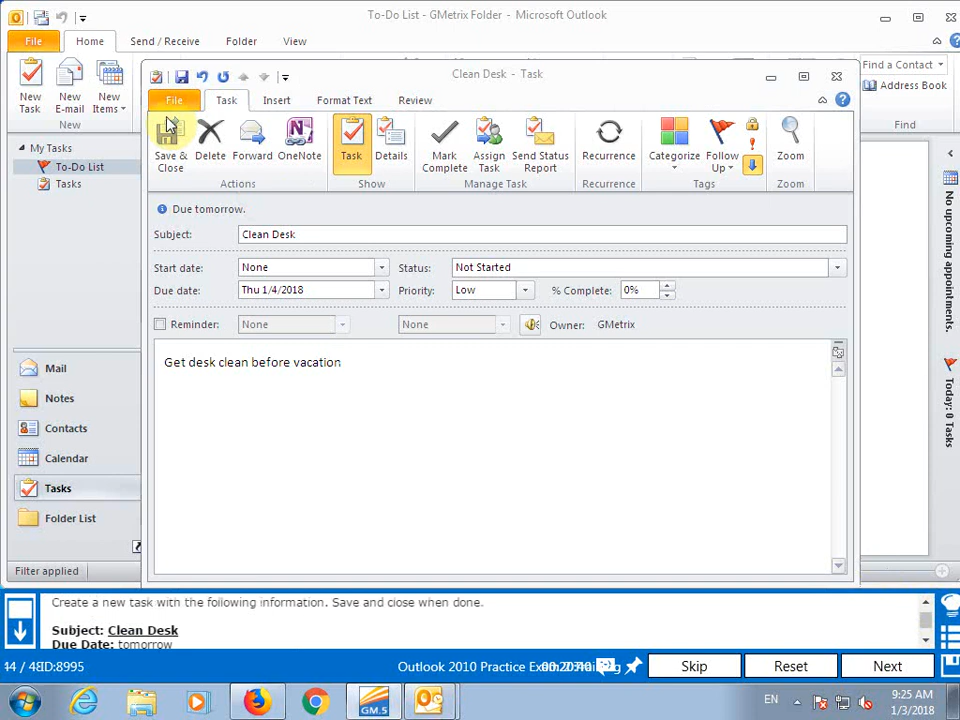 To-Do List - GMetrix Folder - Microsoft Outlook
File Home Send / Receive Folder View
New Task
New E-mail
New Items
New
Find a Contact
Address Book
Find
My Tasks
To-Do List
Tasks
Mail
Notes
Contacts
Calendar
Tasks
Folder List
Filter applied
Clean Desk - Task
File Task Insert Format Text Review
Save & Close
Delete
Forward
OneNote
Actions
Task
Details
Show
Mark Complete
Assign Task
Send Status Report
Manage Task
Recurrence
Recurrence
Categorize
Follow Up
Tags
Zoom
Zoom
Due tomorrow.
Subject: Clean Desk
Start date: None Status: Not Started
Due date: Thu 1/4/2018 Priority: Low % Complete: 0%
Reminder: None None Owner: GMetrix
Get desk clean before vacation
No upcoming appointments.
Today: 0 Tasks
Create a new task with the following information. Save and close when done.
Subject: Clean Desk
Due Date: tomorrow
44 / 48 ID:8995
Outlook 2010 Practice Exam
Skip Reset Next
GM.5
EN
9:25 AM
1/3/2018